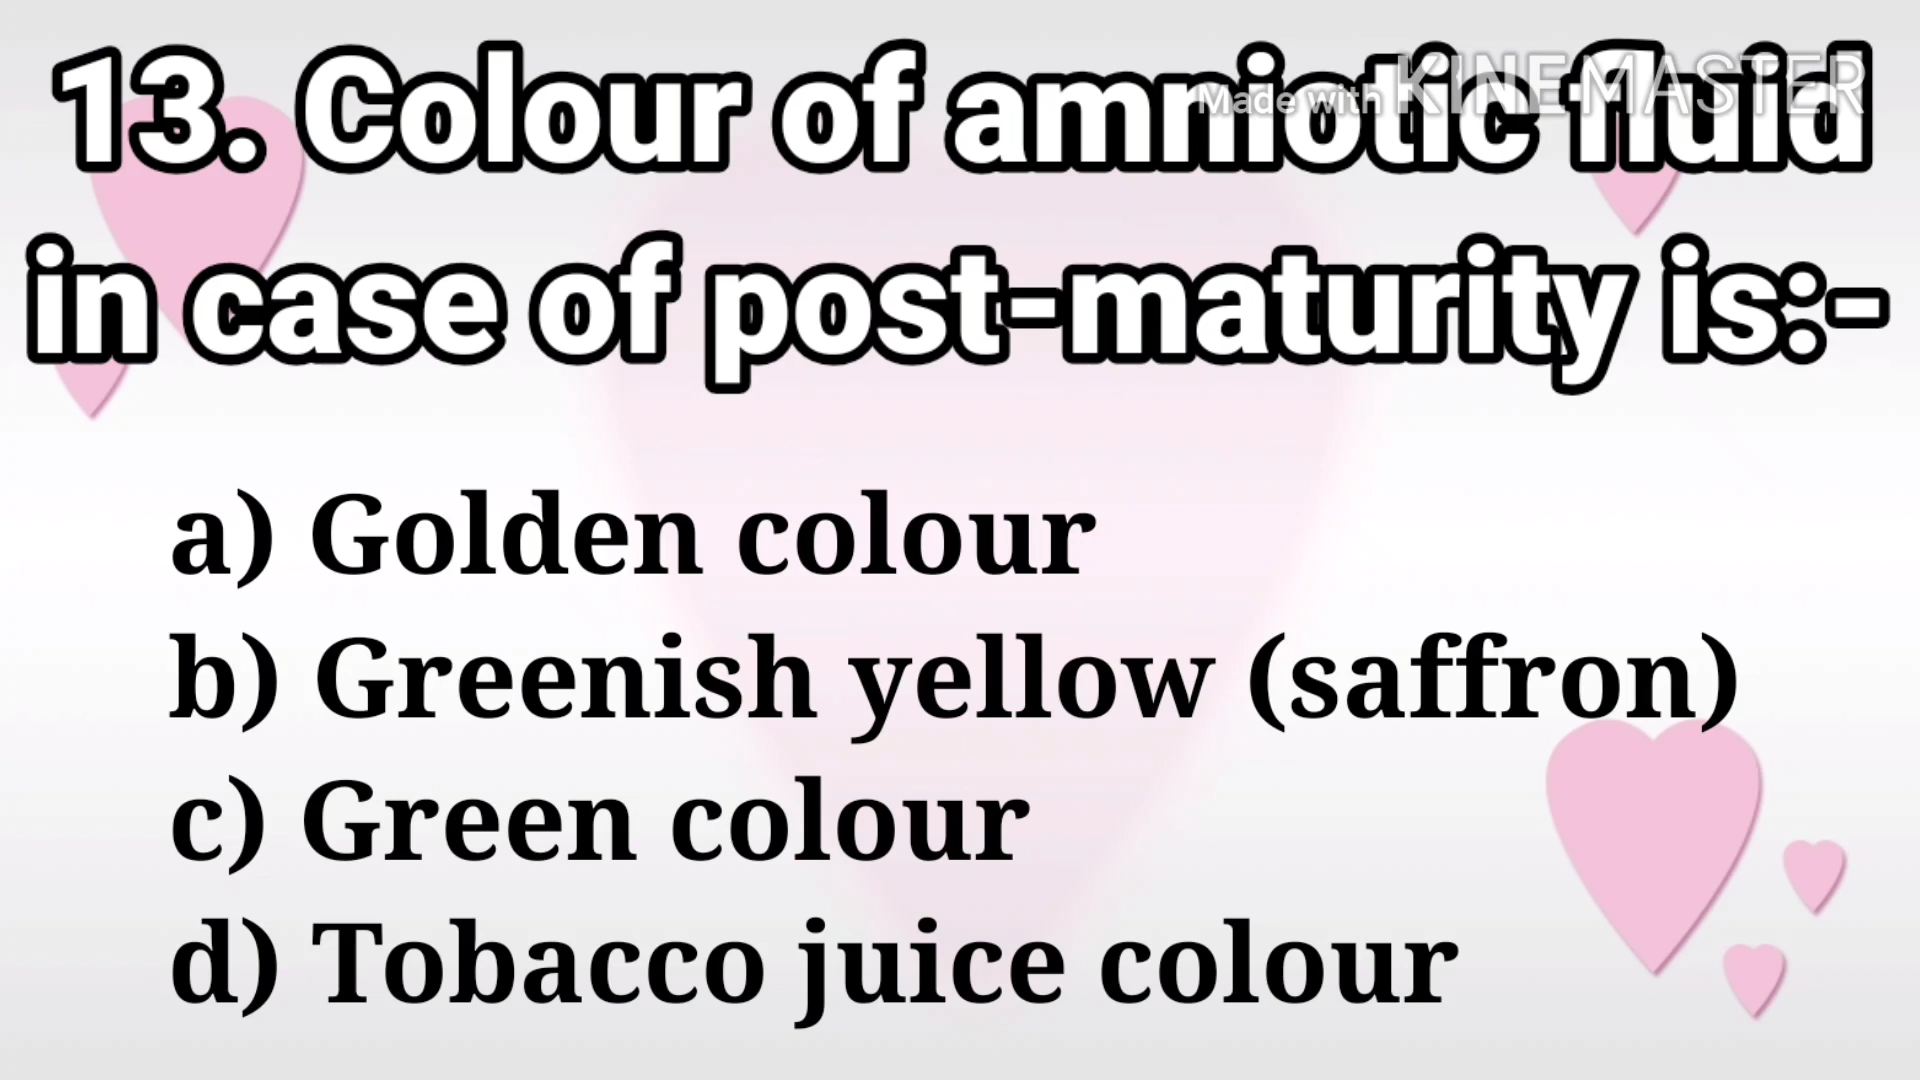 13. Colour of amniotic fluid
Made with KINEMASTER
in case of post-maturity is:-
a) Golden colour
b) Greenish yellow (saffron)
c) Green colour
d) Tobacco juice colour